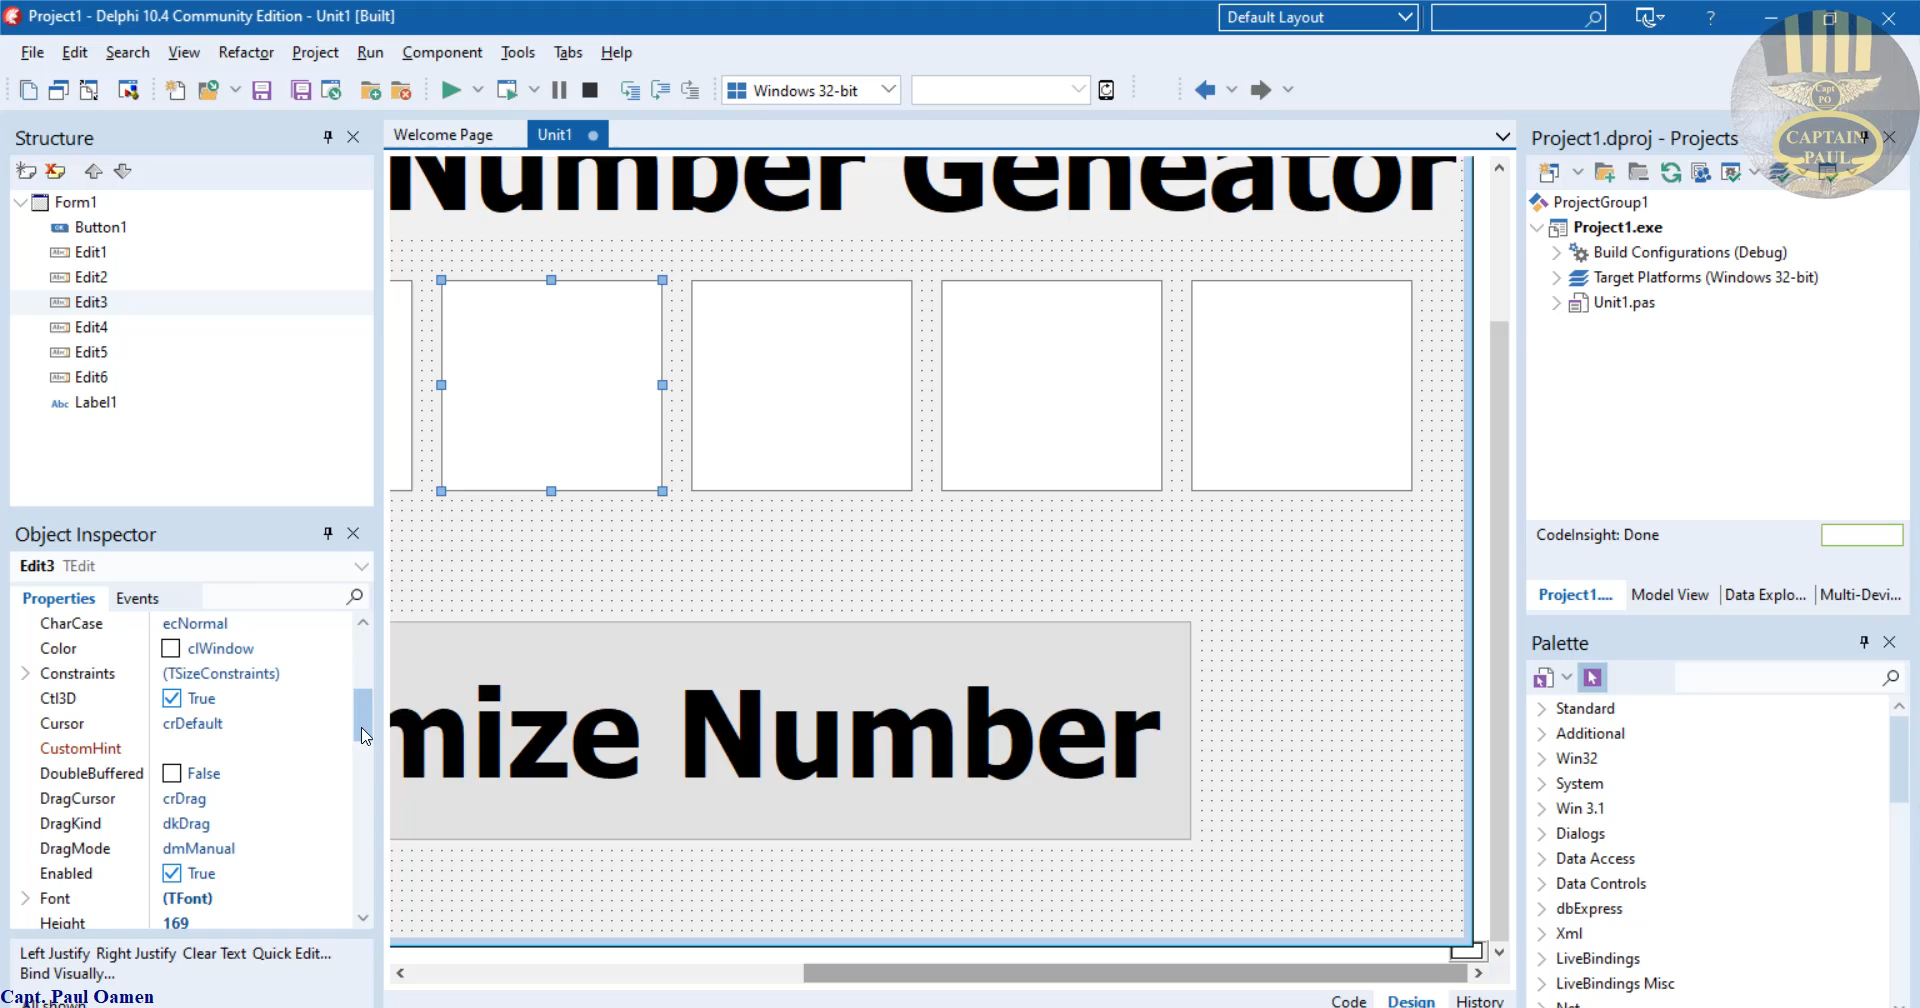 Project1 - Delphi 10.4 Community Edition - Unit1 [Built]
Default Layout
?
File Edit Search View Refactor Project Run Component Tools Tabs Help
Windows 32-bit
Capt
PO
CAPTAIN
PAUL
Structure
Form1
Button1
Edit1
Edit2
Edit3
Edit4
Edit5
Edit6
Label1
Object Inspector
Edit3 TEdit
Properties Events
CharCase ecNormal
Color clWindow
Constraints (TSizeConstraints)
Ctl3D True
Cursor crDefault
CustomHint
DoubleBuffered False
DragCursor crDrag
DragKind dkDrag
DragMode dmManual
Enabled True
Font (TFont)
Height 169
Left Justify Right Justify Clear Text Quick Edit...
Bind Visually...
All shown
Capt. Paul Oamen
Welcome Page Unit1
Number Geneator
mize Number
Code Design History
Project1.dproj - Projects
ProjectGroup1
Project1.exe
Build Configurations (Debug)
Target Platforms (Windows 32-bit)
Unit1.pas
CodeInsight: Done
Project1.... Model View Data Explo... Multi-Devi...
Palette
Standard
Additional
Win32
System
Win 3.1
Dialogs
Data Access
Data Controls
dbExpress
Xml
LiveBindings
LiveBindings Misc